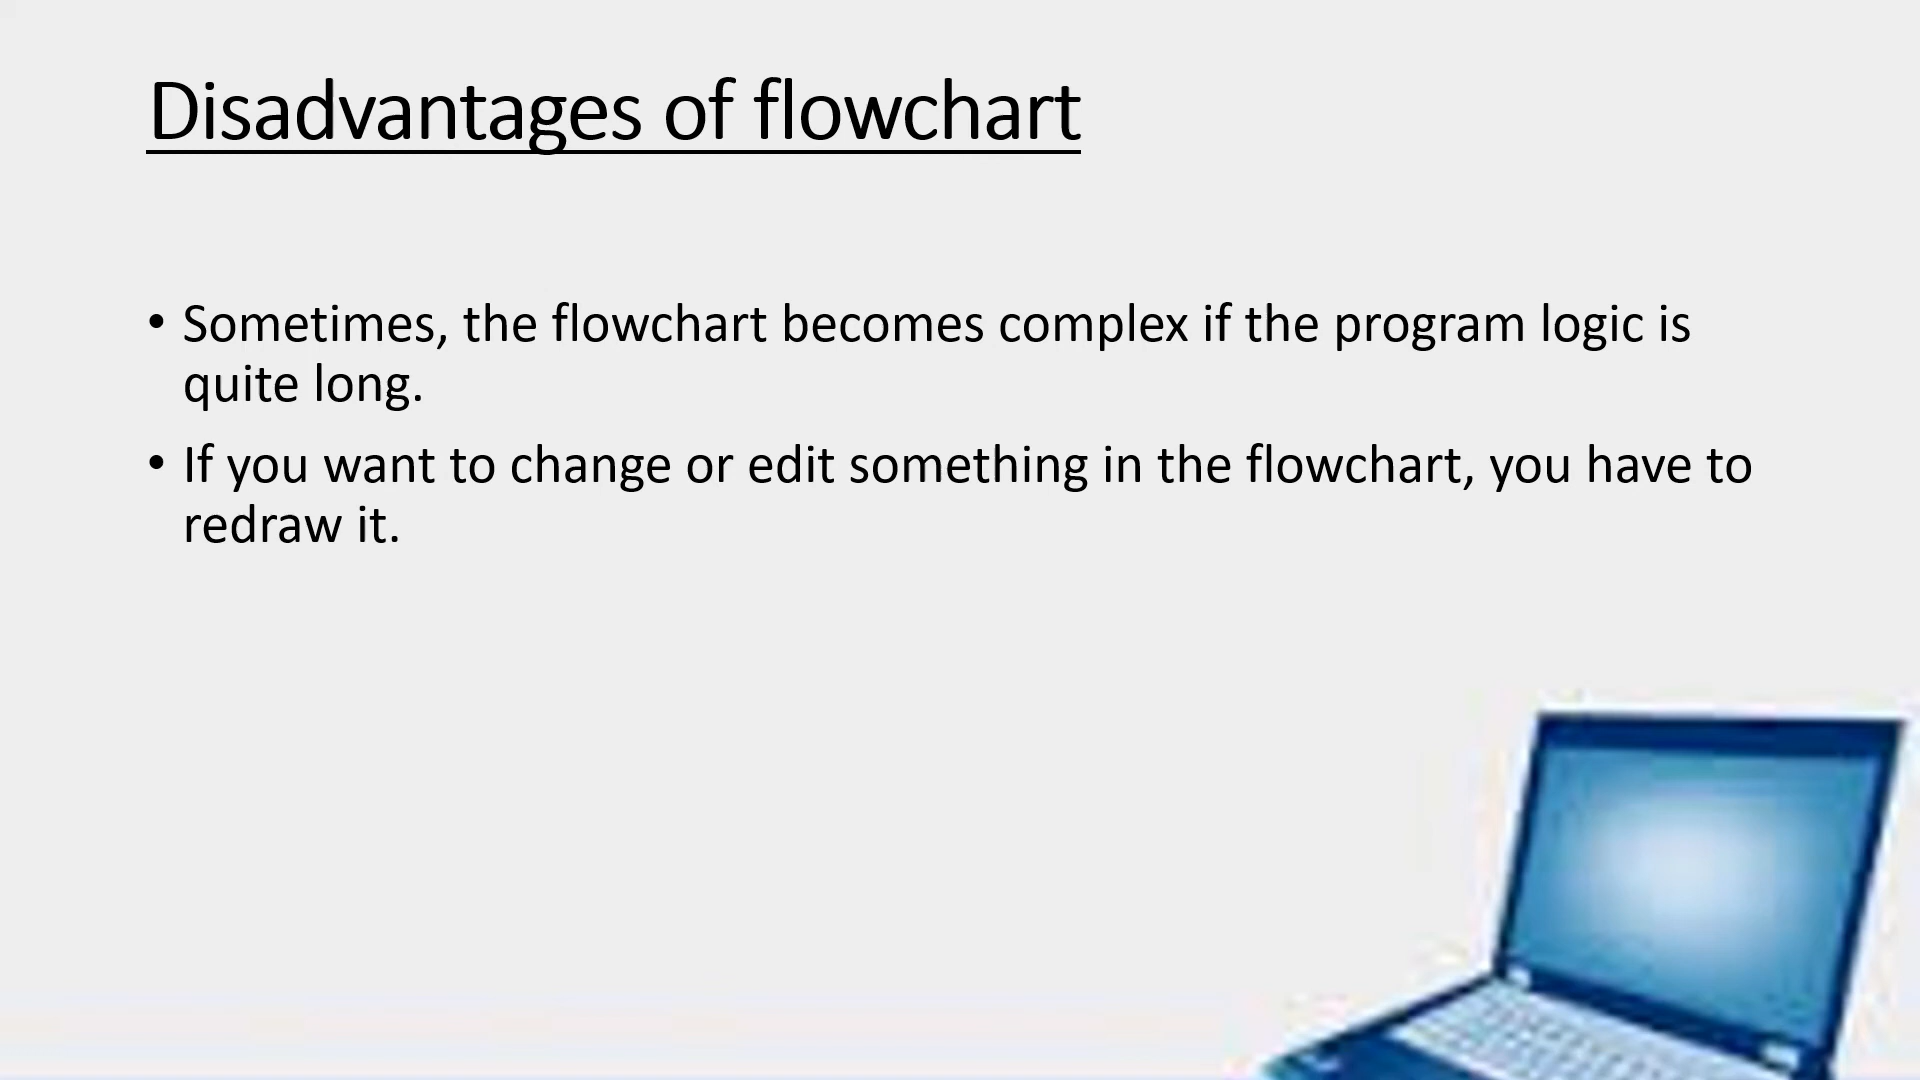 Disadvantages of flowchart
• Sometimes, the flowchart becomes complex if the program logic is
quite long.
• If you want to change or edit something in the flowchart, you have to
redraw it.